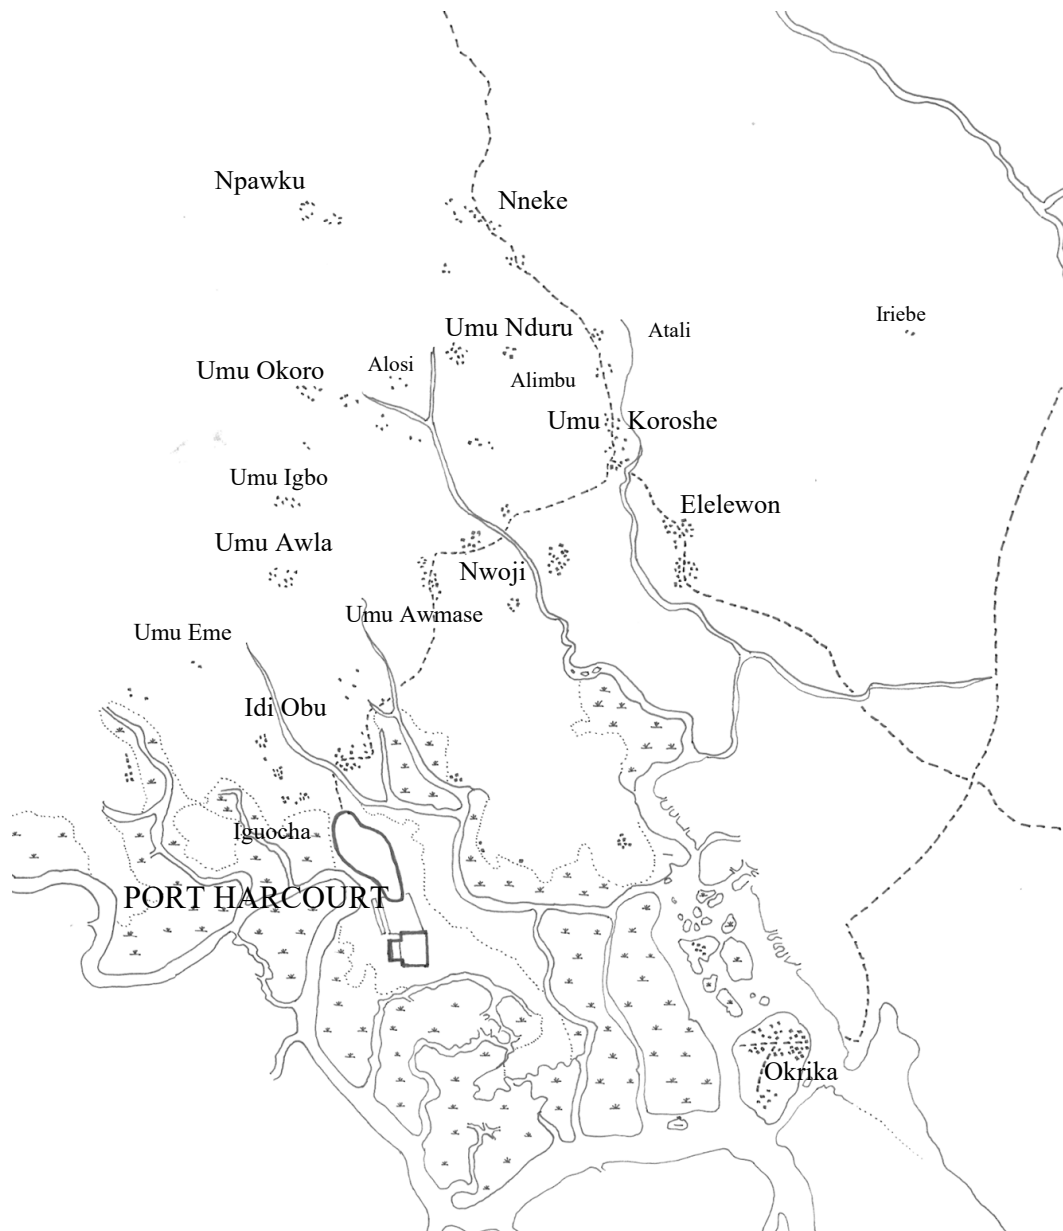 Npawku
Nneke
Iriebe
Umu Nduru
Atali
Alosi
Umu Okoro
Alimbu
Umu Koroshe
Umu Igbo
Elelewon
Umu Awla
Nwoji
Umu Awmase
Umu Eme
Idi Obu
Iguocha
PORT HARCOURT
Okrika